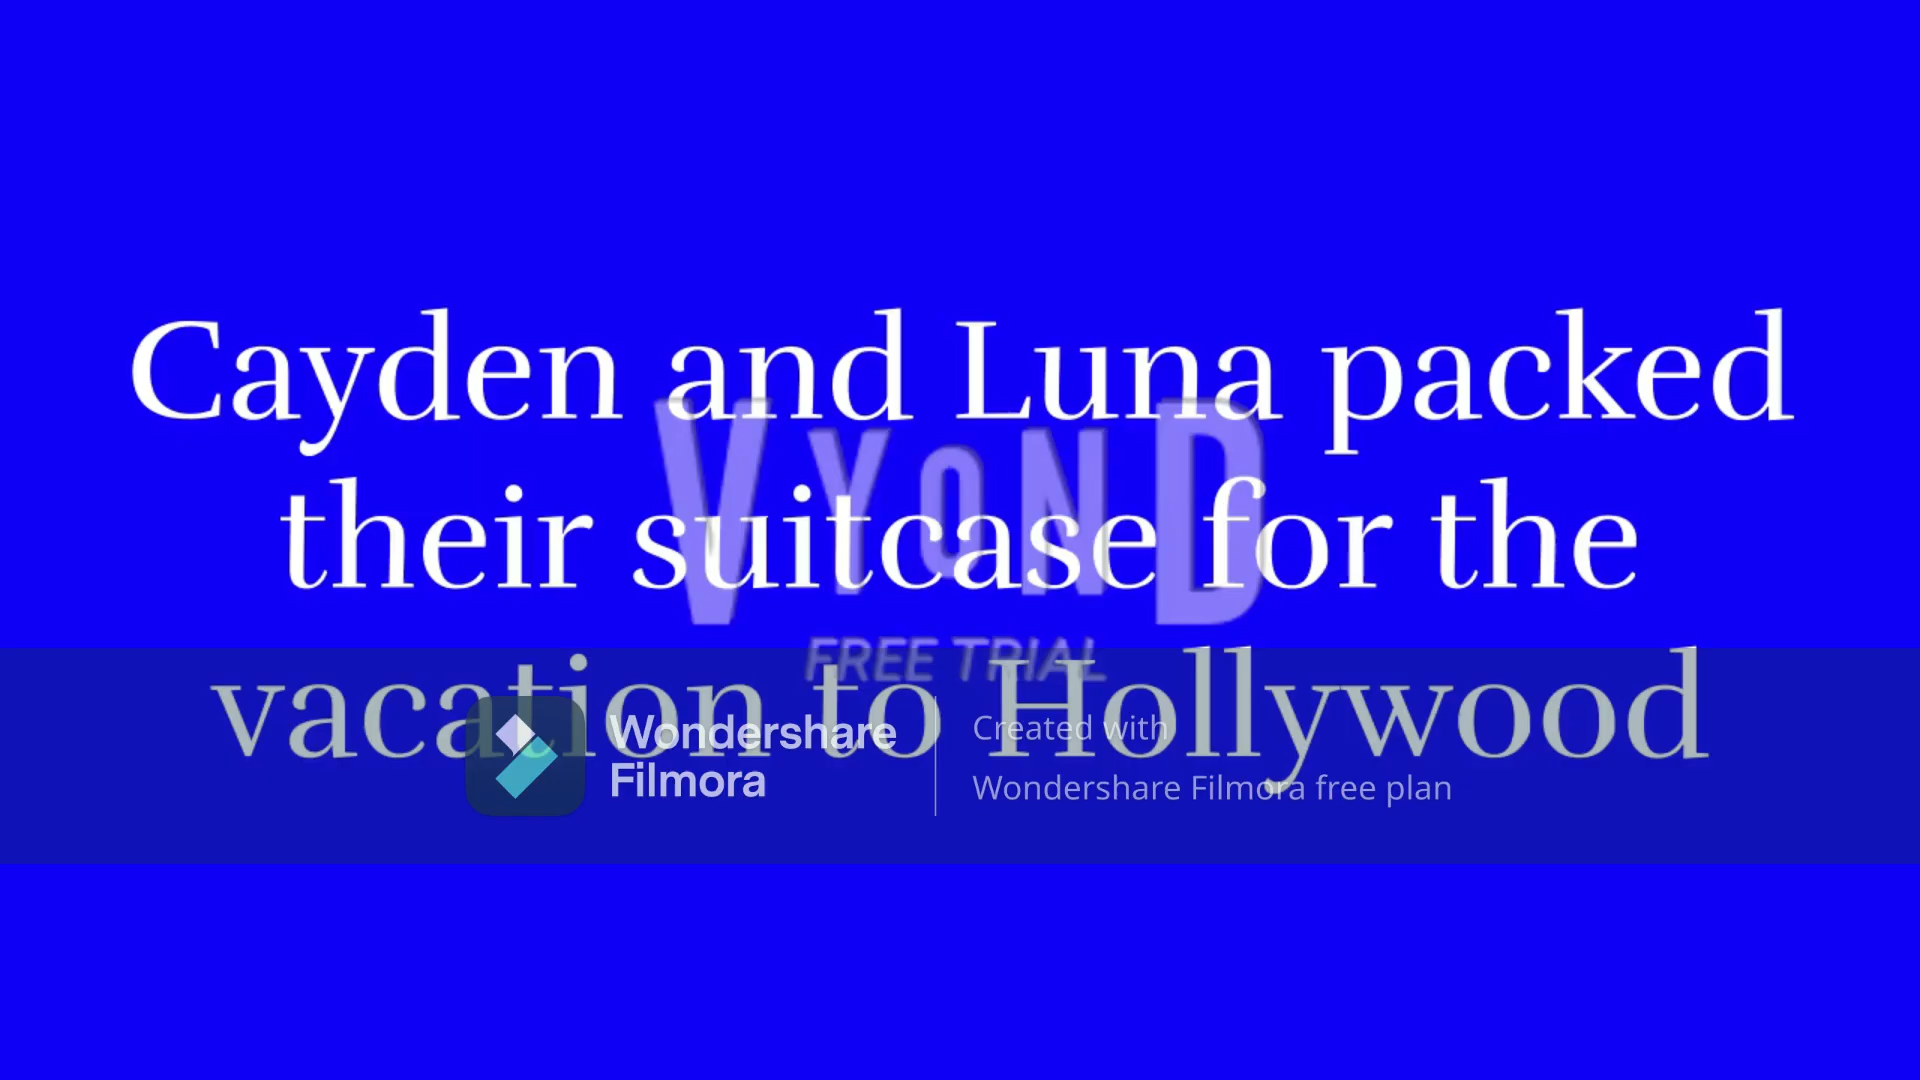 Cayden and Luna packed
their suitcase for the
vacation to Hollywood
VYOND
FREE TRIAL
Wondershare
Filmora
Created with
Wondershare Filmora free plan